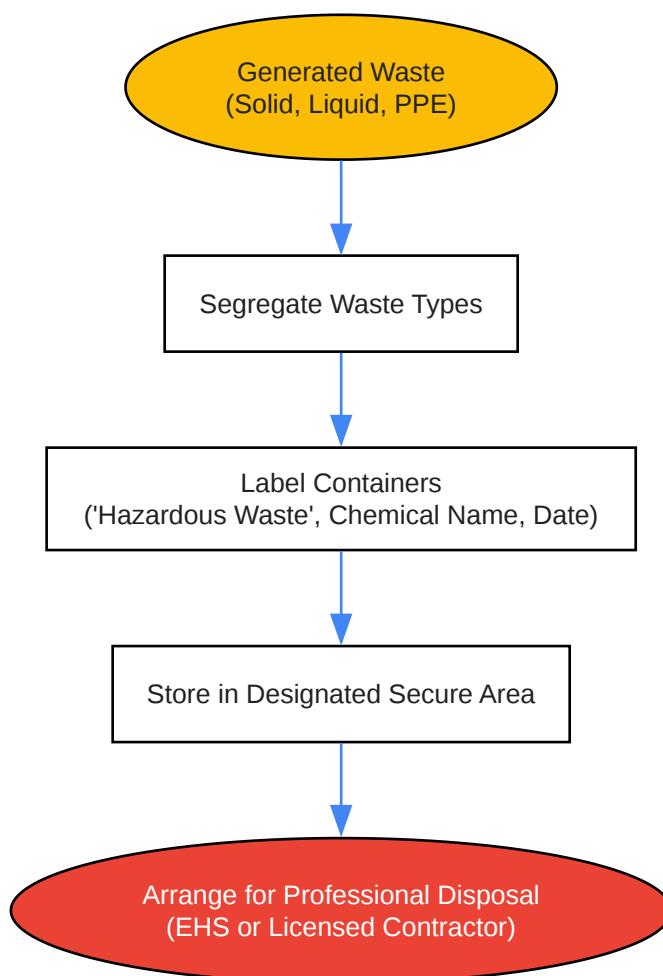 Generated Waste
(Solid, Liquid, PPE)
Segregate Waste Types
Label Containers
('Hazardous Waste', Chemical Name, Date)
Store in Designated Secure Area
Arrange for Professional Disposal
(EHS or Licensed Contractor)